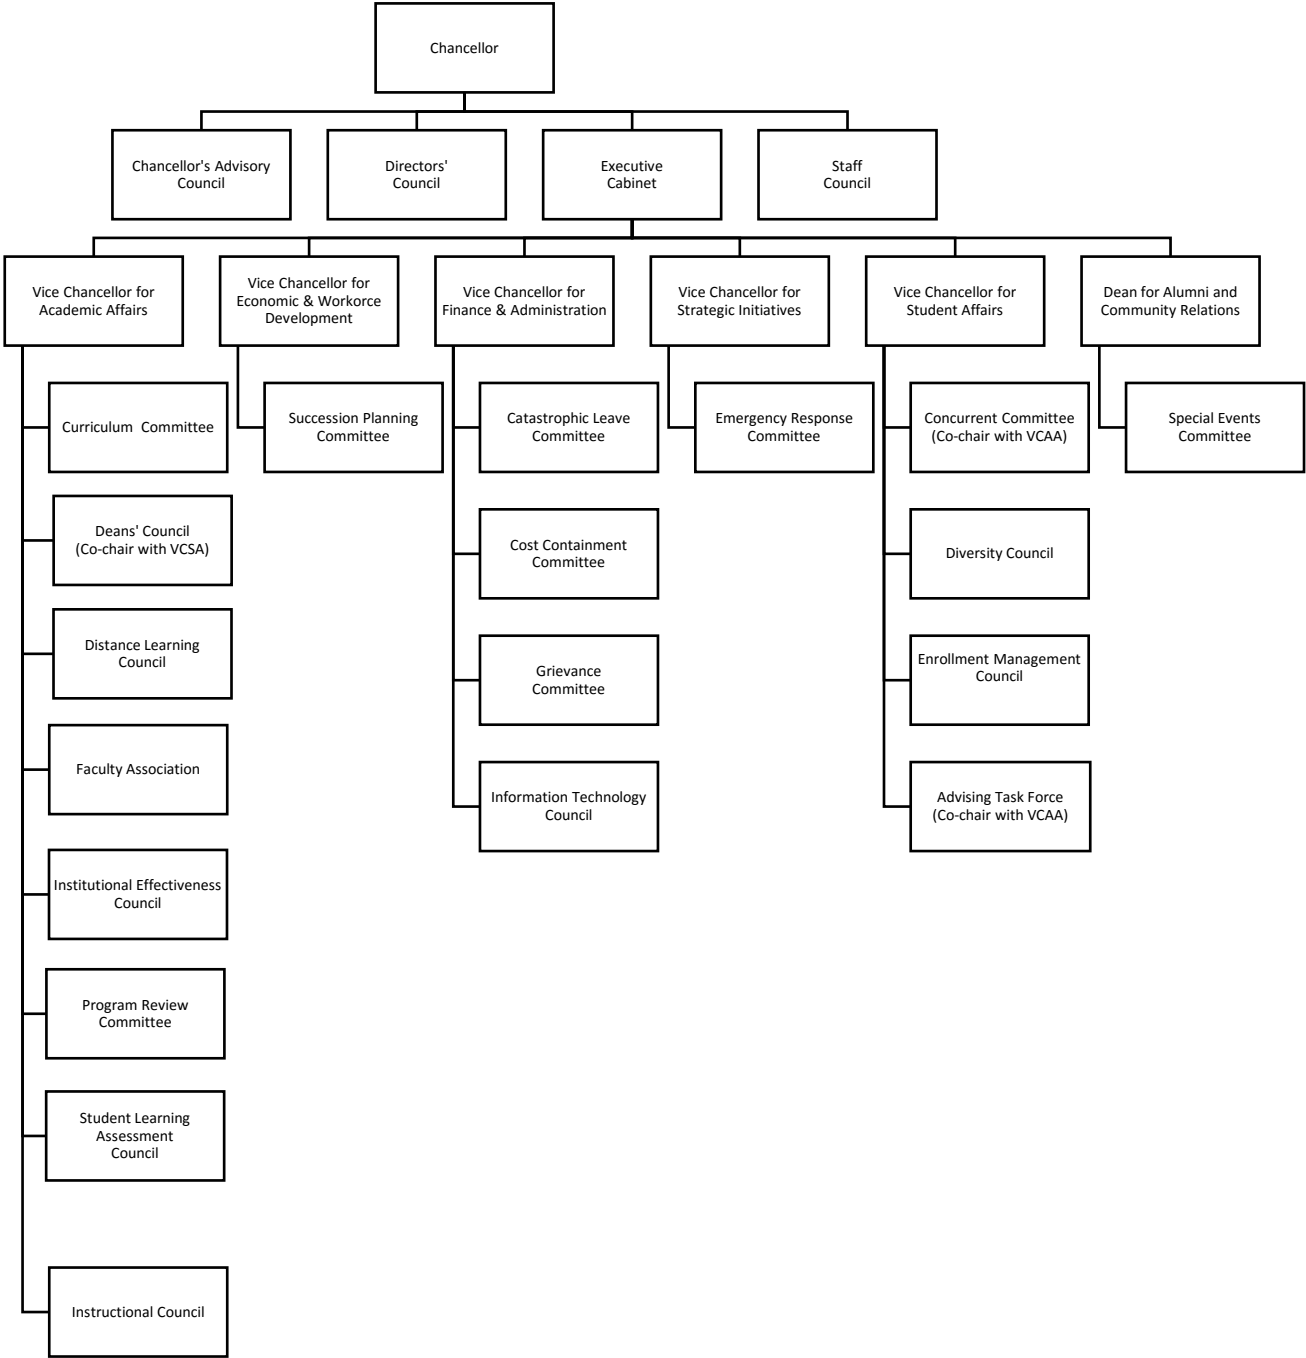 Chancellor
Chancellor's Advisory
Council
Directors'
Council
Executive
Cabinet
Staff
Council
Vice Chancellor for
Academic Affairs
Vice Chancellor for
Economic & Workorce
Development
Vice Chancellor for
Finance & Administration
Vice Chancellor for
Strategic Initiatives
Vice Chancellor for
Student Affairs
Dean for Alumni and
Community Relations
Curriculum  Committee
Deans' Council
(Co-chair with VCSA)
Distance Learning
Council
Faculty Association
Institutional Effectiveness
Council
Program Review
Committee
Student Learning
Assessment
Council
Instructional Council
Succession Planning
Committee
Catastrophic Leave
Committee
Cost Containment
Committee
Grievance
Committee
Information Technology
Council
Emergency Response
Committee
Concurrent Committee
(Co-chair with VCAA)
Diversity Council
Enrollment Management
Council
Advising Task Force
(Co-chair with VCAA)
Special Events
Committee